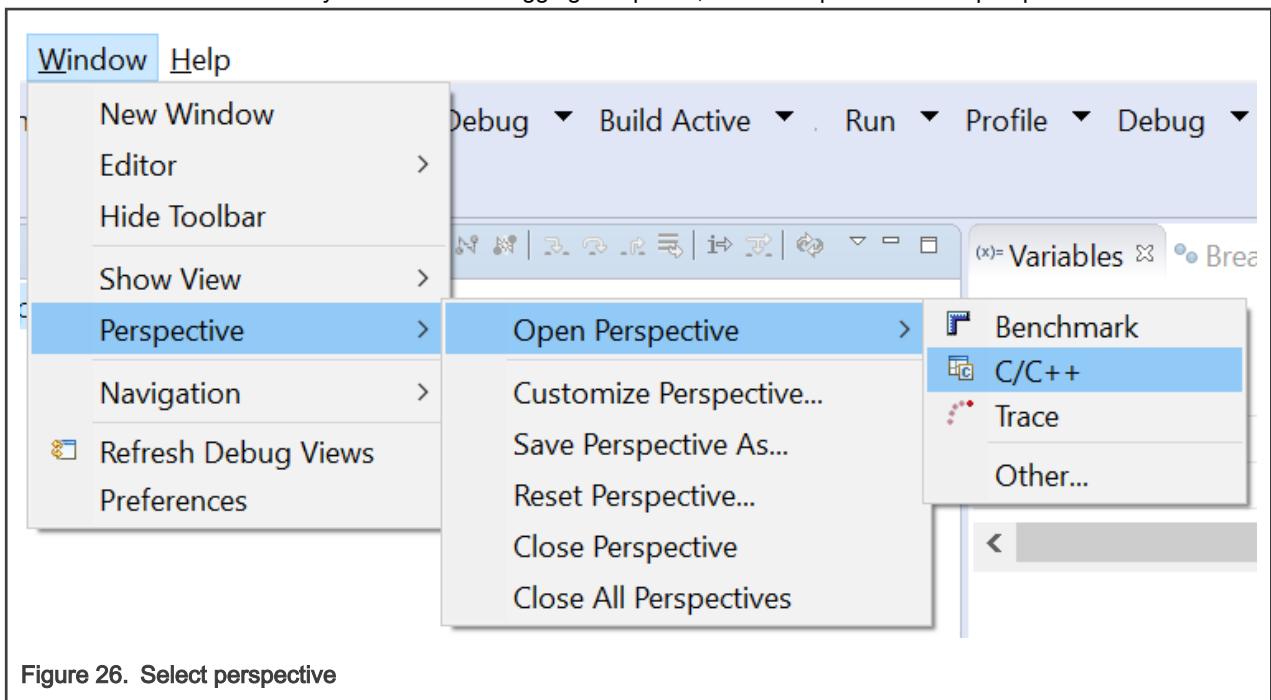 Window Help
New Window
Editor
Hide Toolbar
Show View
Perspective
Navigation
Refresh Debug Views
Preferences
Debug Build Active Run Profile Debug
(x)= Variables Brea
Open Perspective
Customize Perspective...
Save Perspective As...
Reset Perspective...
Close Perspective
Close All Perspectives
Benchmark
C/C++
Trace
Other...
Figure 26. Select perspective